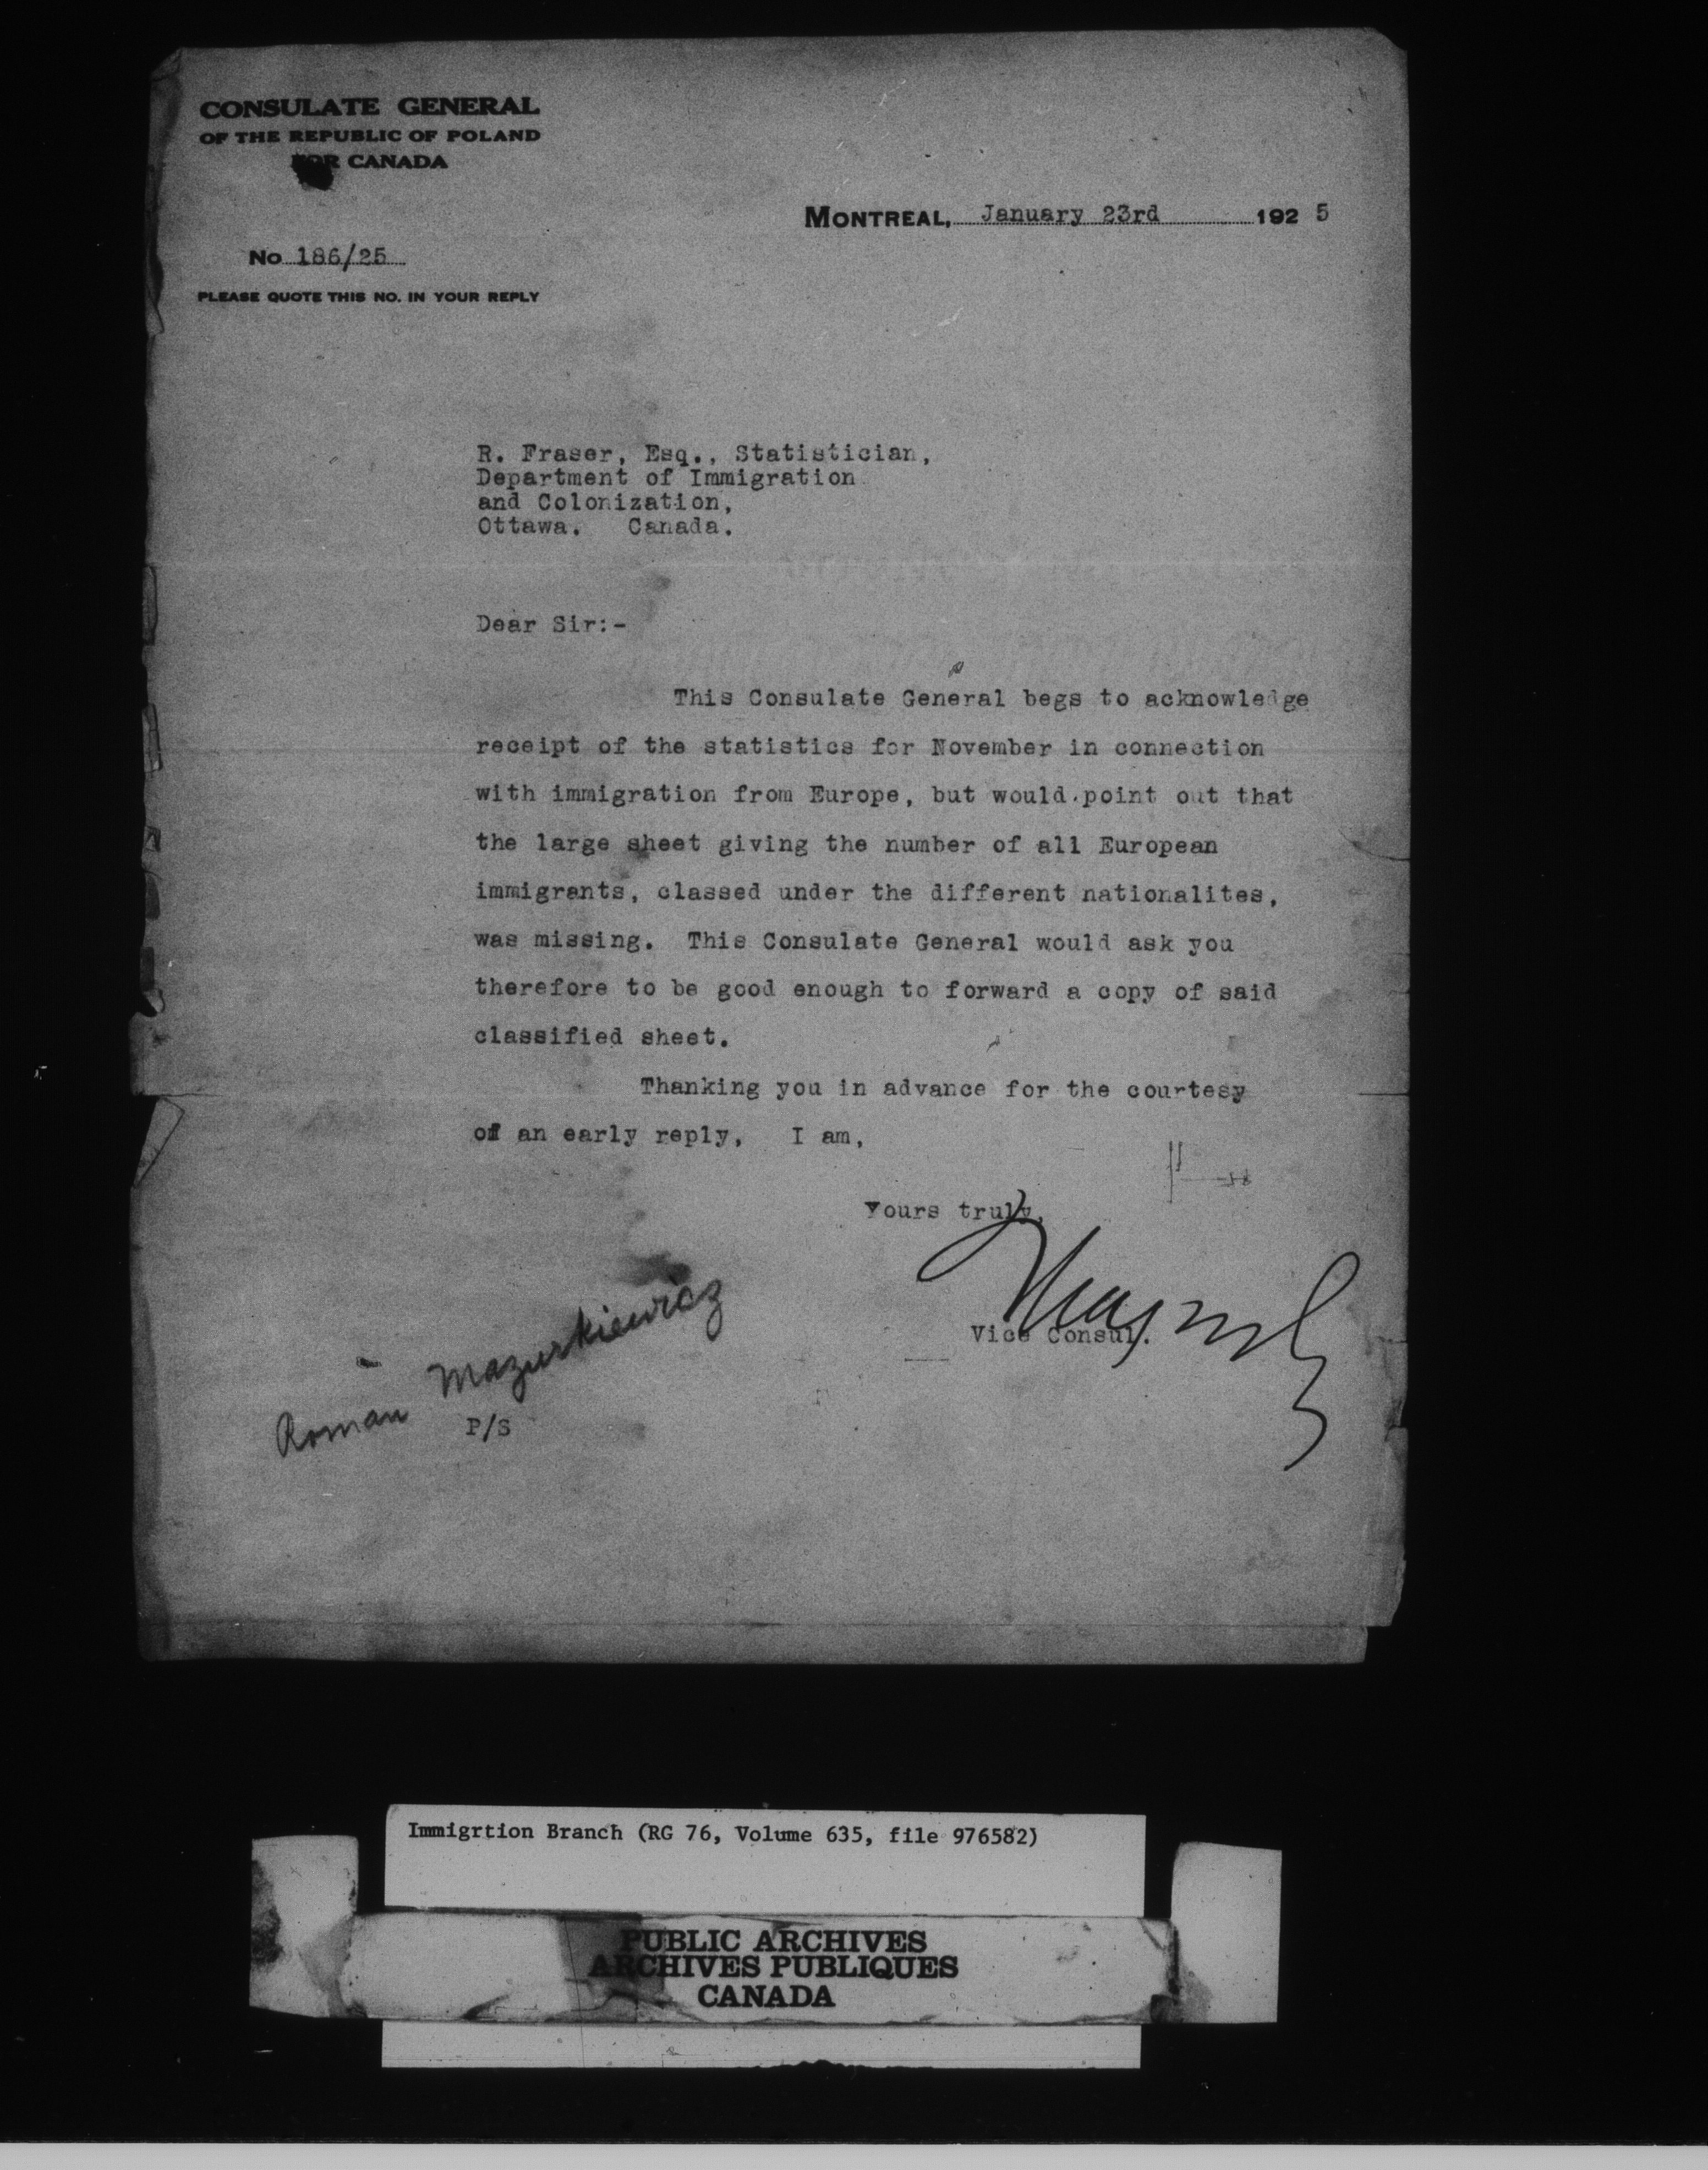 CONSULATE GENERAL
OF THE REPUBLIC OF POLAND
FOR CANADA
MONTREAL, January 23rd 192 5
No 186/25
PLEASE QUOTE THIS NO. IN YOUR REPLY
R. Fraser, Esq., Statistician,
Department of Immigration
and Colonization,
Ottawa. Canada.
Dear Sir:-
This Consulate General begs to acknowledge
receipt of the statistics for November in connection
with immigration from Europe, but would point out that
the large sheet giving the number of all European
immigrants, classed under the different nationalites,
was missing. This Consulate General would ask you
therefore to be good enough to forward a copy of said
classified sheet.
Thanking you in advance for the courtesy
of an early reply, I am,
Yours truly,
Vice Consul.
Roman Mazurkiewicz
P/S
Immigrtion Branch (RG 76, Volume 635, file 976582)
PUBLIC ARCHIVES
ARCHIVES PUBLIQUES
CANADA